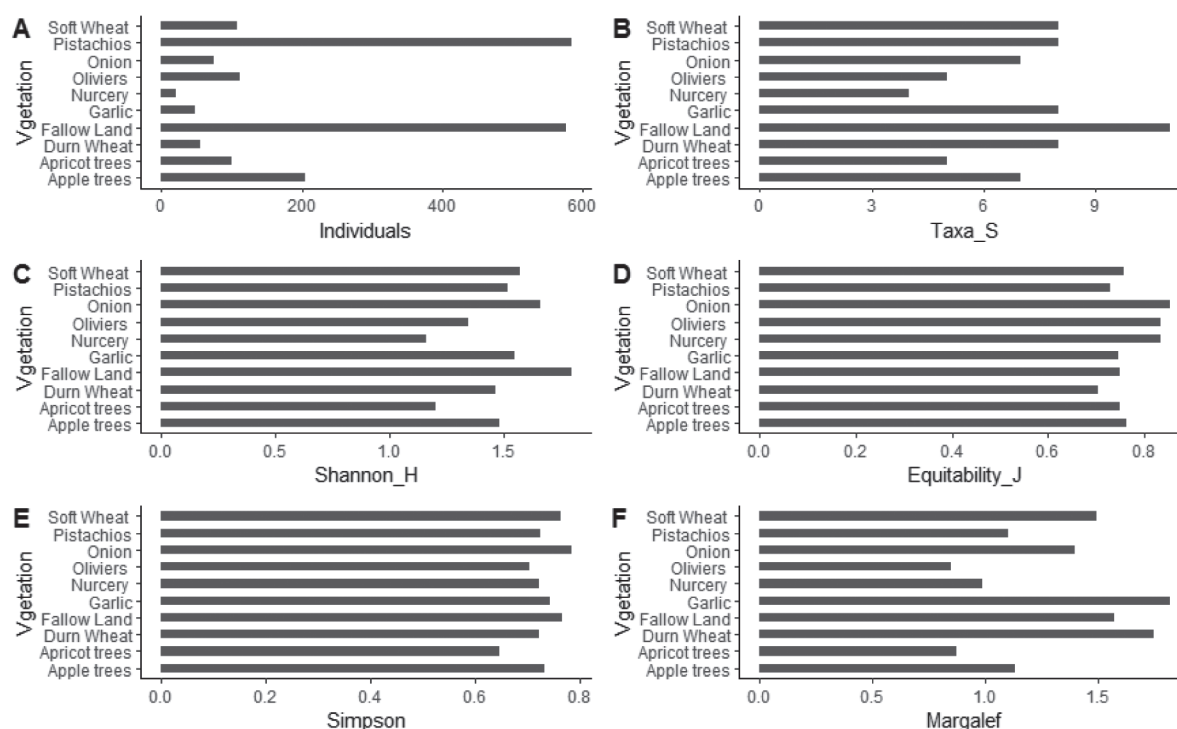 A
Vgetation
Soft Wheat
Pistachios
Onion
Oliviers
Nurcery
Garlic
Fallow Land
Durn Wheat
Apricot trees
Apple trees
0 200 400 600
Individuals
B
Vgetation
Soft Wheat
Pistachios
Onion
Oliviers
Nurcery
Garlic
Fallow Land
Durn Wheat
Apricot trees
Apple trees
0 3 6 9
Taxa_S
C
Vgetation
Soft Wheat
Pistachios
Onion
Oliviers
Nurcery
Garlic
Fallow Land
Durn Wheat
Apricot trees
Apple trees
0.0 0.5 1.0 1.5
Shannon_H
D
Vgetation
Soft Wheat
Pistachios
Onion
Oliviers
Nurcery
Garlic
Fallow Land
Durn Wheat
Apricot trees
Apple trees
0.0 0.2 0.4 0.6 0.8
Equitability_J
E
Vgetation
Soft Wheat
Pistachios
Onion
Oliviers
Nurcery
Garlic
Fallow Land
Durn Wheat
Apricot trees
Apple trees
0.0 0.2 0.4 0.6 0.8
Simpson
F
Vgetation
Soft Wheat
Pistachios
Onion
Oliviers
Nurcery
Garlic
Fallow Land
Durn Wheat
Apricot trees
Apple trees
0.0 0.5 1.0 1.5
Margalef